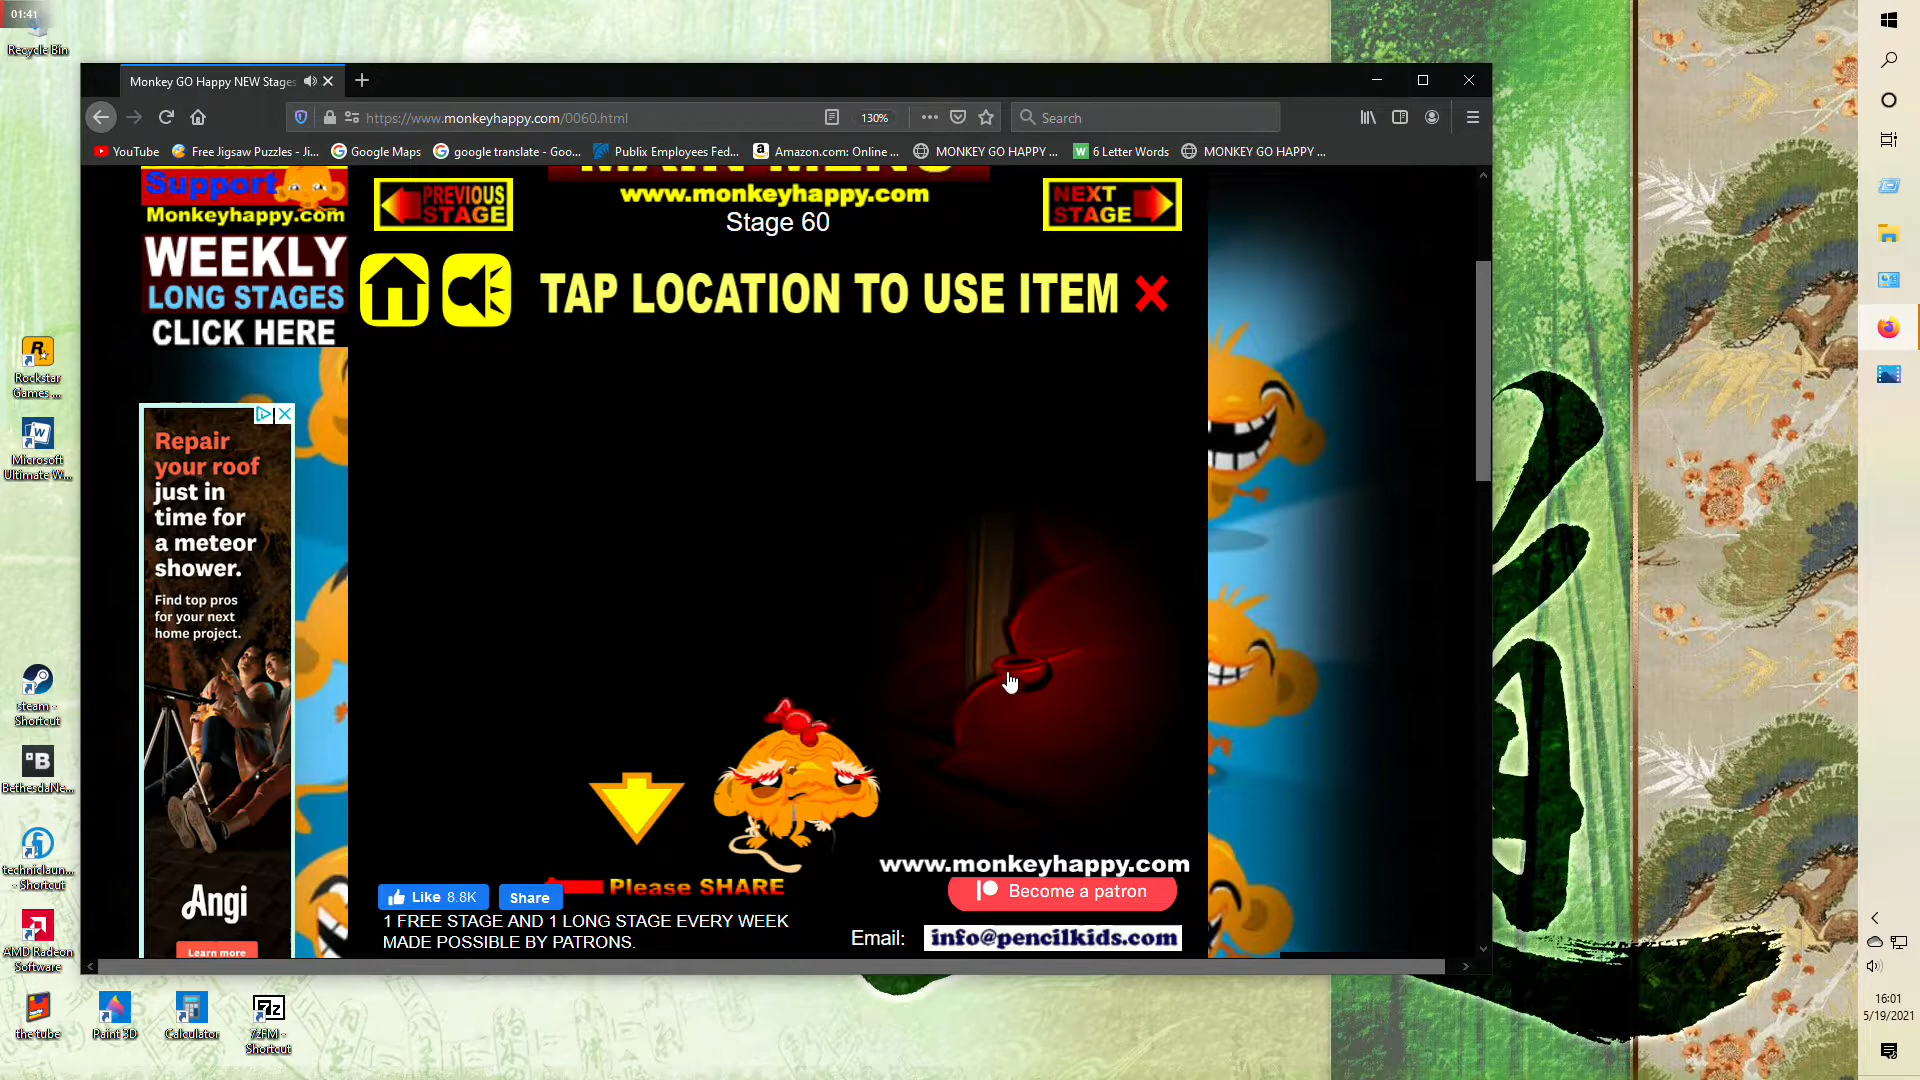 01:41
Recycle Bin
Monkey GO Happy NEW Stages
https://www.monkeyhappy.com/0060.html
130%
Search
YouTube
Free Jigsaw Puzzles - Ji...
Google Maps
google translate - Goo...
Publix Employees Fed...
Amazon.com: Online ...
MONKEY GO HAPPY ...
6 Letter Words
MONKEY GO HAPPY ...
Support
Monkeyhappy.com
WEEKLY
LONG STAGES
CLICK HERE
PREVIOUS
STAGE
MAIN MENU
www.monkeyhappy.com
Stage 60
NEXT
STAGE
TAP LOCATION TO USE ITEM
Repair
your roof
just in
time for
a meteor
shower.
Find top pros
for your next
home project.
Angi
Learn more
www.monkeyhappy.com
Please SHARE
Like 8.8K
Share
Become a patron
1 FREE STAGE AND 1 LONG STAGE EVERY WEEK
MADE POSSIBLE BY PATRONS.
Email:
info@pencilkids.com
Rockstar
Games ...
Microsoft
Ultimate W...
steam -
Shortcut
BethesdaNe...
techniclaun...
- Shortcut
AMD Radeon
Software
the tube
Paint 3D
Calculator
7zFM -
Shortcut
16:01
5/19/2021